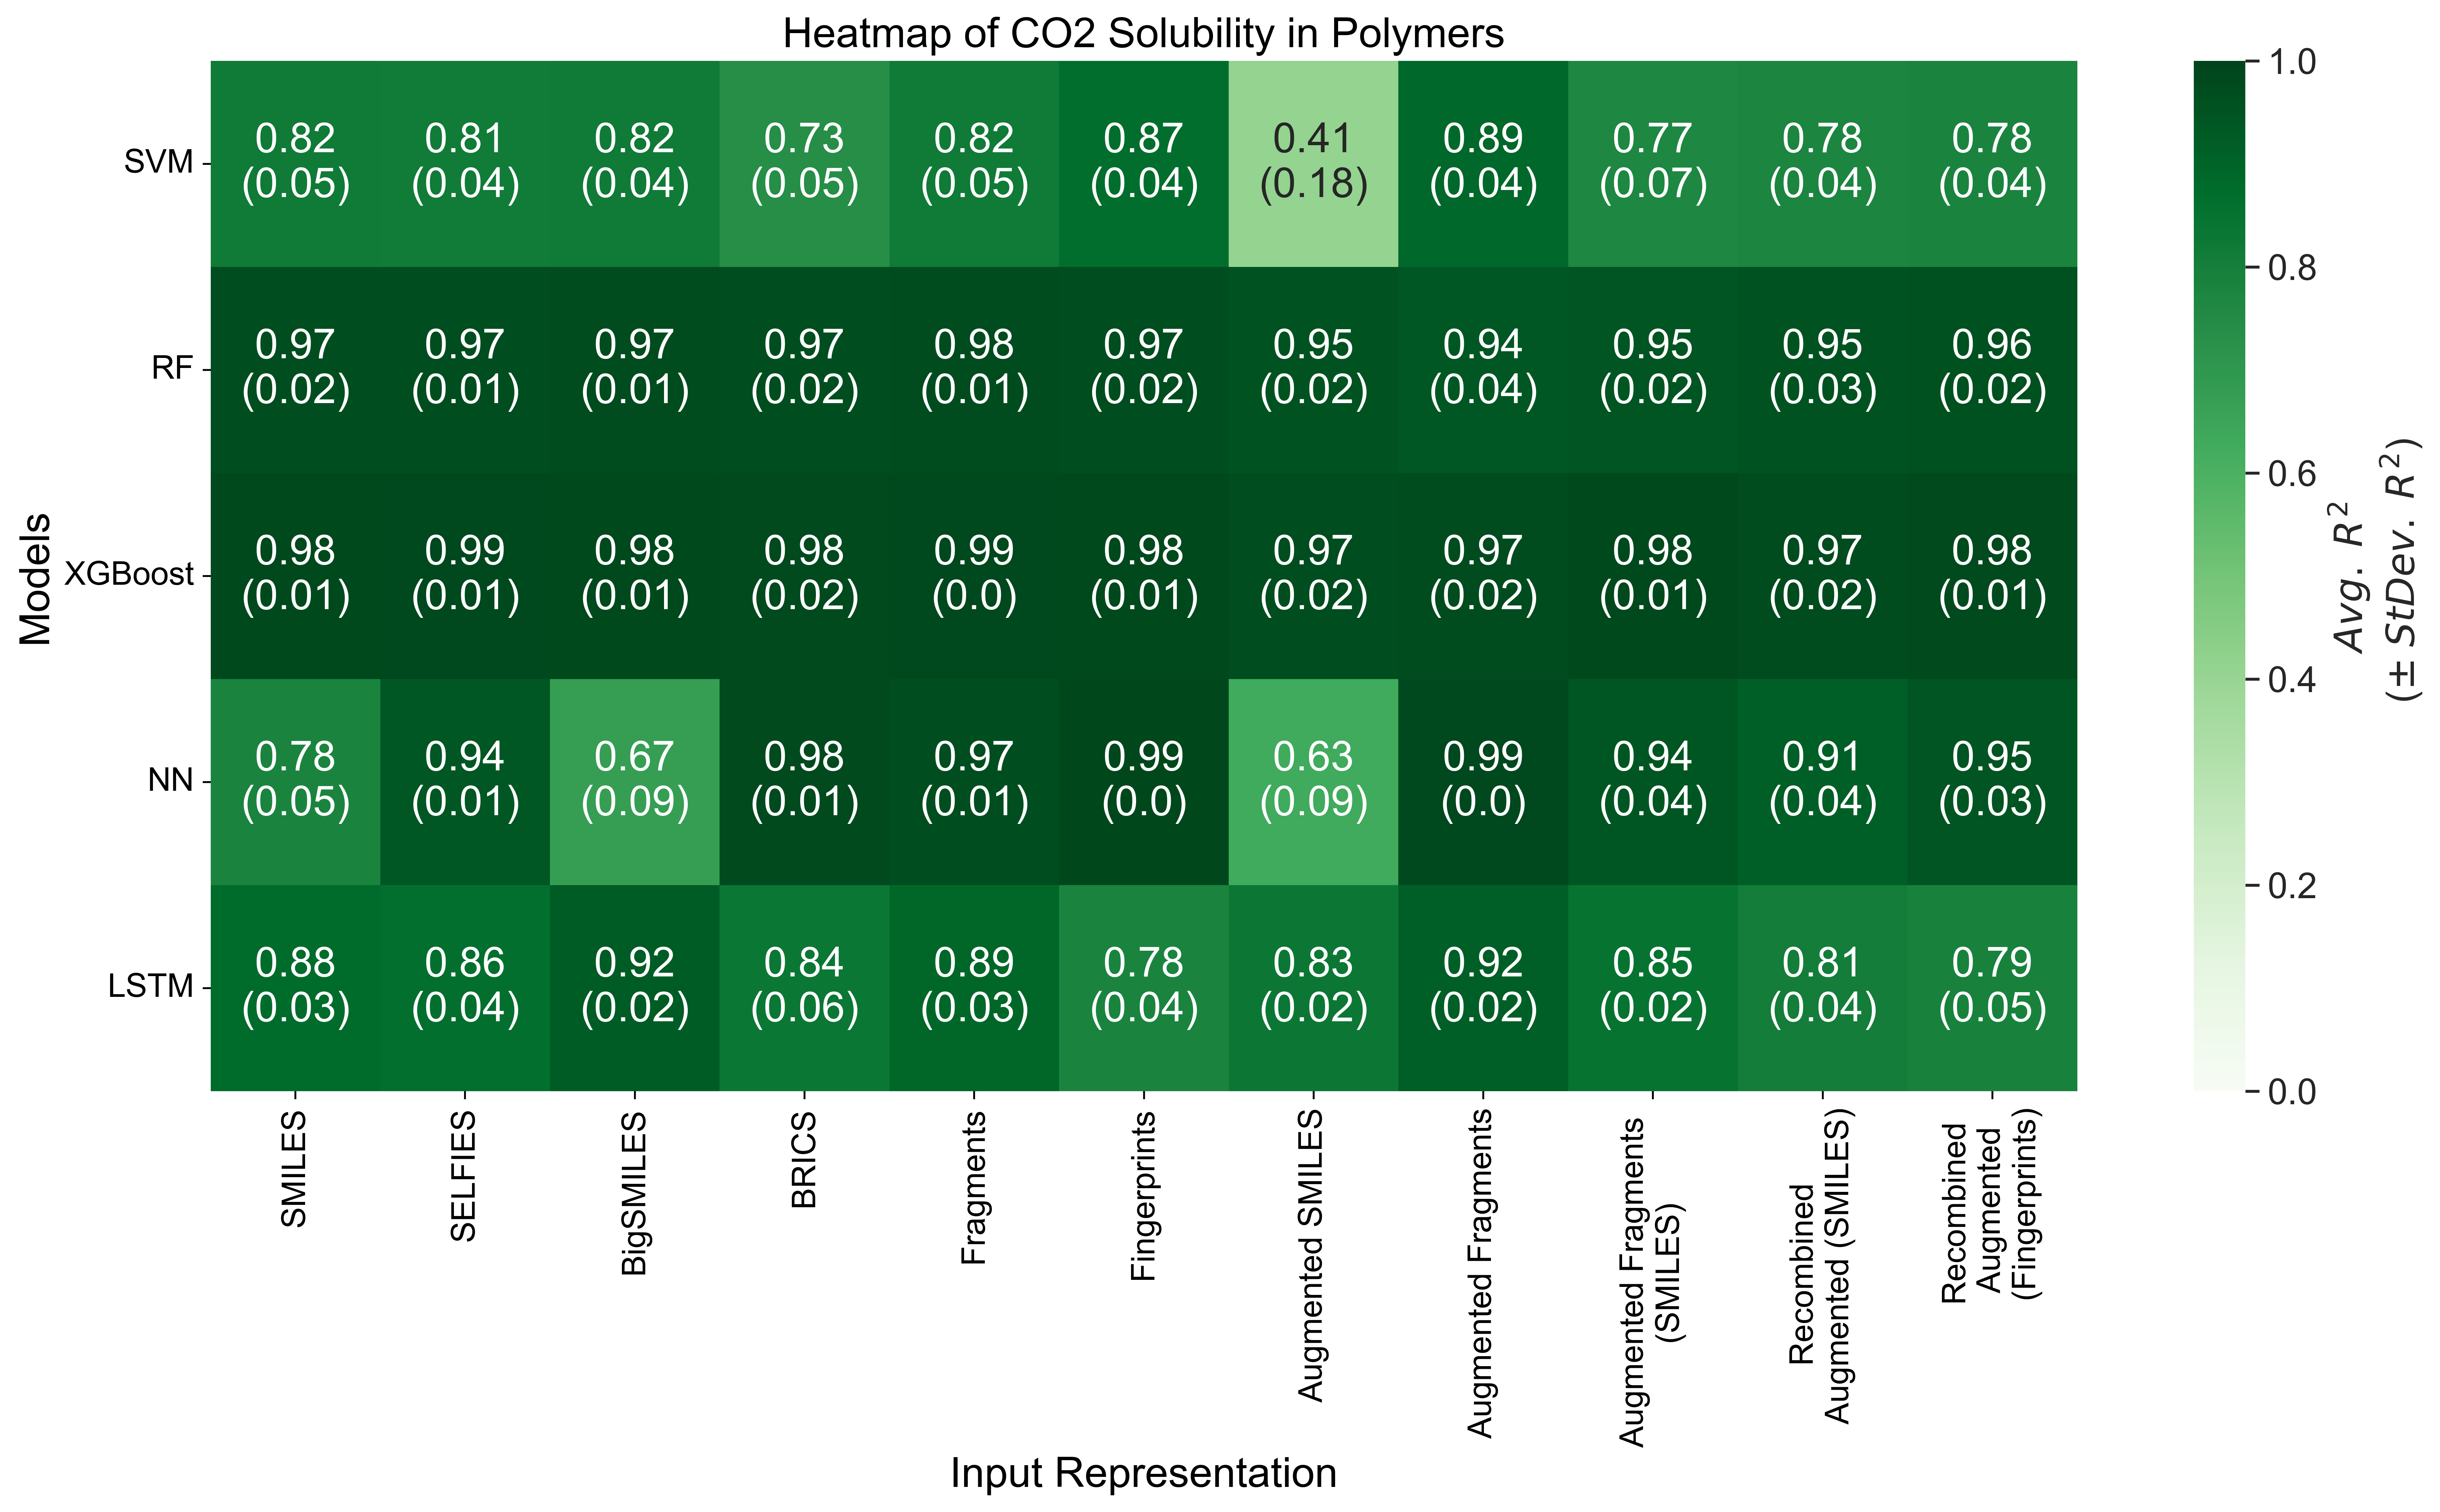 Heatmap of CO2 Solubility in Polymers
Models
SVM
0.82 0.81 0.82 0.73 0.82 0.87 0.41 0.89 0.77 0.78 0.78
(0.05) (0.04) (0.04) (0.05) (0.05) (0.04) (0.18) (0.04) (0.07) (0.04) (0.04)
RF
0.97 0.97 0.97 0.97 0.98 0.97 0.95 0.94 0.95 0.95 0.96
(0.02) (0.01) (0.01) (0.02) (0.01) (0.02) (0.02) (0.04) (0.02) (0.03) (0.02)
XGBoost
0.98 0.99 0.98 0.98 0.99 0.98 0.97 0.97 0.98 0.97 0.98
(0.01) (0.01) (0.01) (0.02) (0.0) (0.01) (0.02) (0.02) (0.01) (0.02) (0.01)
NN
0.78 0.94 0.67 0.98 0.97 0.99 0.63 0.99 0.94 0.91 0.95
(0.05) (0.01) (0.09) (0.01) (0.01) (0.0) (0.09) (0.0) (0.04) (0.04) (0.03)
LSTM
0.88 0.86 0.92 0.84 0.89 0.78 0.83 0.92 0.85 0.81 0.79
(0.03) (0.04) (0.02) (0.06) (0.03) (0.04) (0.02) (0.02) (0.02) (0.04) (0.05)
SMILES
SELFIES
BigSMILES
BRICS
Fragments
Fingerprints
Augmented SMILES
Augmented Fragments
Augmented Fragments
(SMILES)
Recombined
Augmented (SMILES)
Recombined
Augmented
(Fingerprints)
Input Representation
1.0
0.8
0.6
0.4
0.2
0.0
Avg. R²
(± StDev. R²)